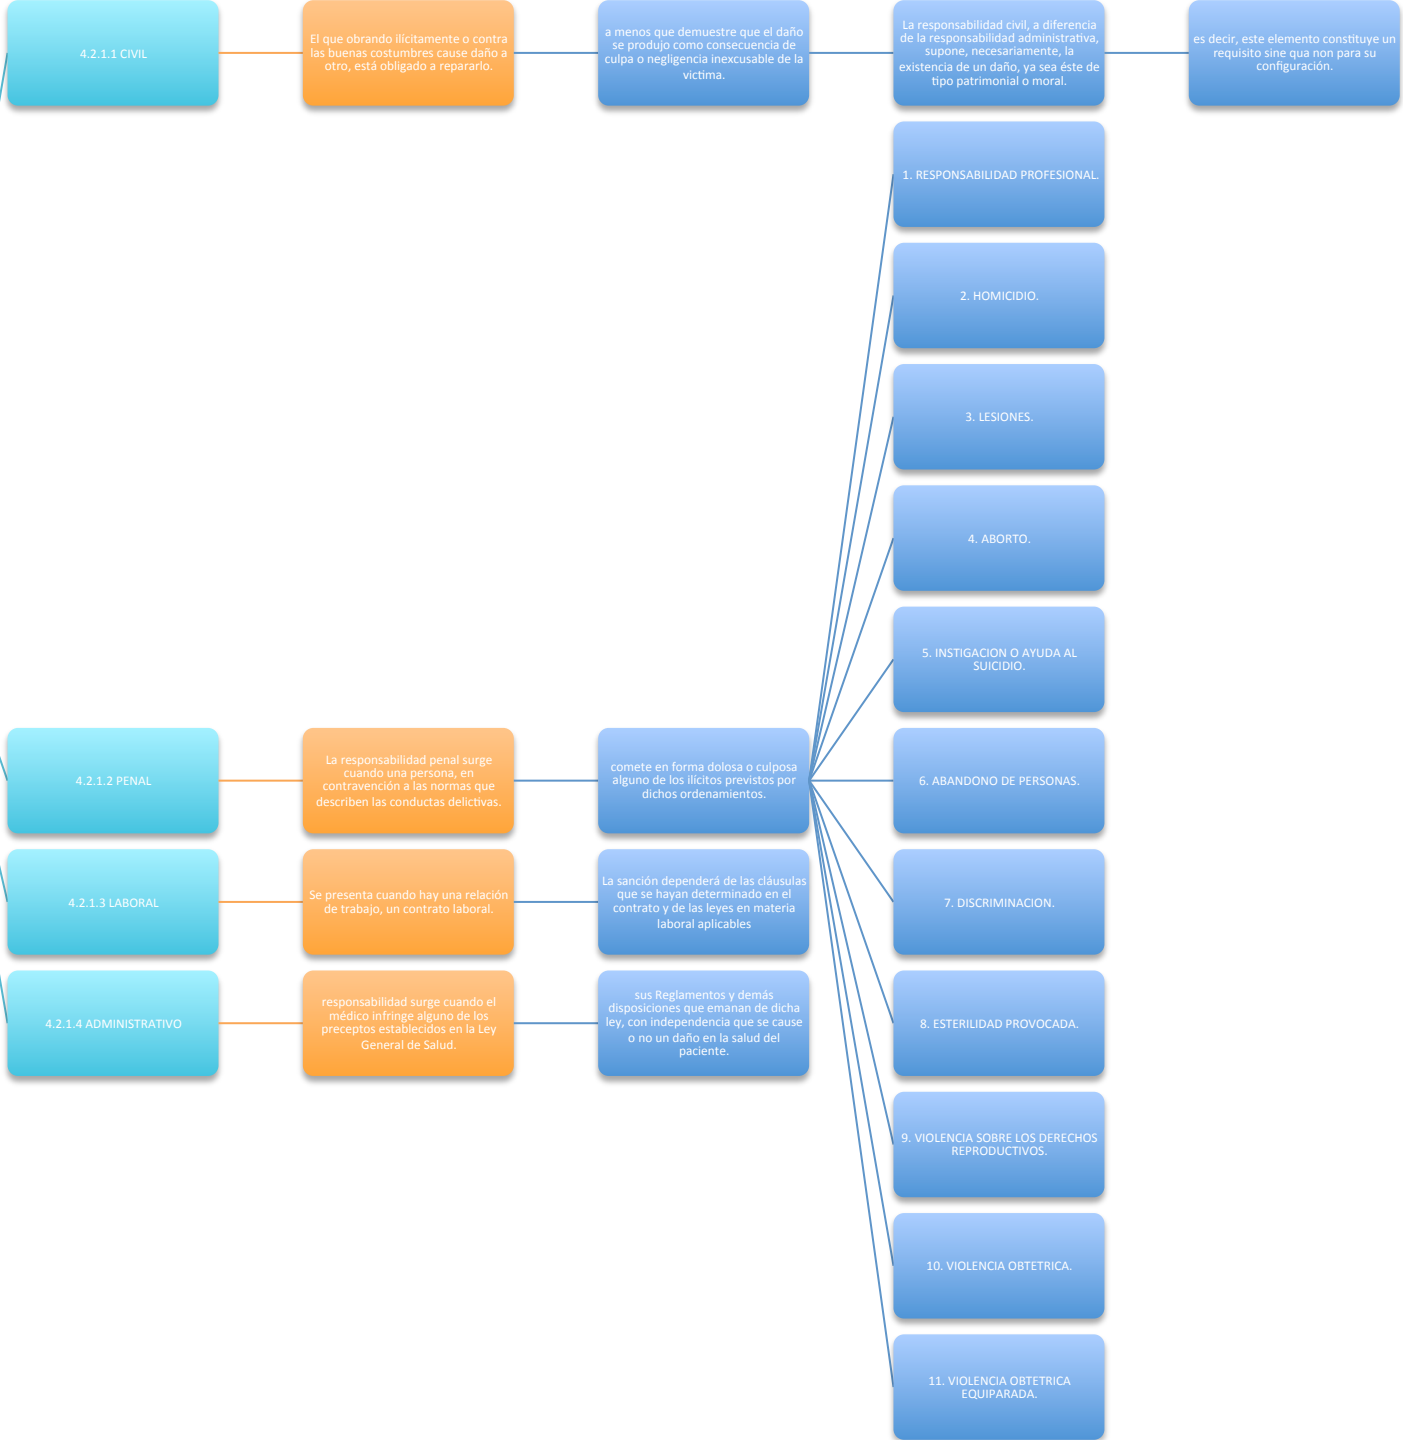 4.2.1.1 CIVIL
El que obrando ilícitamente o contra
las buenas costumbres cause daño a
otro, está obligado a repararlo.
a menos que demuestre que el daño
se produjo como consecuencia de
culpa o negligencia inexcusable de la
victima.
La responsabilidad civil, a diferencia
de la responsabilidad administrativa,
supone, necesariamente, la
existencia de un daño, ya sea éste de
tipo patrimonial o moral.
es decir, este elemento constituye un
requisito sine qua non para su
configuración.
4.2.1.2 PENAL
La responsabilidad penal surge
cuando una persona, en
contravención a las normas que
describen las conductas delictivas.
comete en forma dolosa o culposa
alguno de los ilícitos previstos por
dichos ordenamientos.
1. RESPONSABILIDAD PROFESIONAL.
2. HOMICIDIO.
3. LESIONES.
4. ABORTO.
5. INSTIGACION O AYUDA AL
SUICIDIO.
6. ABANDONO DE PERSONAS.
7. DISCRIMINACION.
8. ESTERILIDAD PROVOCADA.
9. VIOLENCIA SOBRE LOS DERECHOS
REPRODUCTIVOS.
10. VIOLENCIA OBTETRICA.
11. VIOLENCIA OBTETRICA
EQUIPARADA.
4.2.1.3 LABORAL
Se presenta cuando hay una relación
de trabajo, un contrato laboral.
La sanción dependerá de las cláusulas
que se hayan determinado en el
contrato y de las leyes en materia
laboral aplicables
4.2.1.4 ADMINISTRATIVO
responsabilidad surge cuando el
médico infringe alguno de los
preceptos establecidos en la Ley
General de Salud.
sus Reglamentos y demás
disposiciones que emanan de dicha
ley, con independencia que se cause
o no un daño en la salud del
paciente.